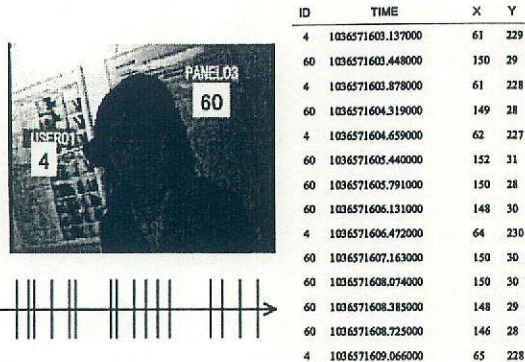 PANEL03
60
USER01
4
ID TIME X Y
4 1036571603.137000 61 229
60 1036571603.448000 150 29
4 1036571603.878000 61 228
60 1036571604.319000 149 28
4 1036571604.659000 62 227
60 1036571605.440000 152 31
60 1036571605.791000 150 28
60 1036571606.131000 148 30
4 1036571606.472000 64 230
60 1036571607.163000 150 30
60 1036571608.074000 150 30
60 1036571608.385000 148 29
60 1036571608.725000 146 28
4 1036571609.066000 65 228